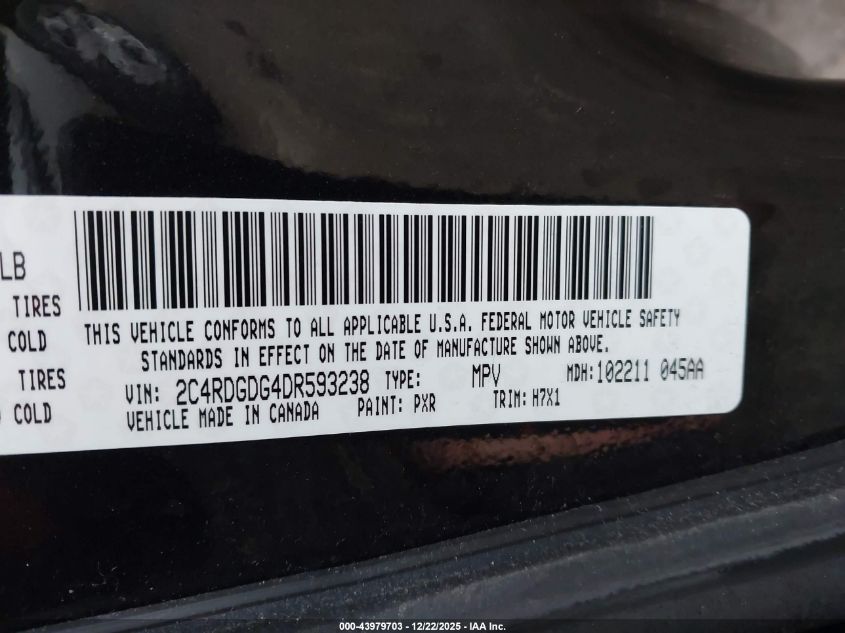 LB
TIRES
COLD
TIRES
COLD
THIS VEHICLE CONFORMS TO ALL APPLICABLE U.S.A. FEDERAL MOTOR VEHICLE SAFETY
STANDARDS IN EFFECT ON THE DATE OF MANUFACTURE SHOWN ABOVE.
VIN: 2C4RDGDG4DR593238 TYPE: MPV MDH:102211 045AA
VEHICLE MADE IN CANADA PAINT: PXR TRIM: H7X1
000-43979703 - 12/22/2025 - IAA Inc.